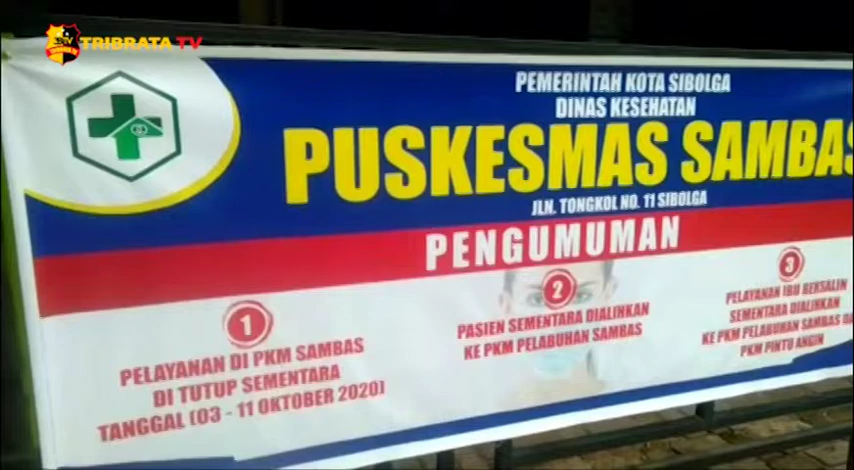 TRIBRATA TV
PEMERINTAH KOTA SIBOLGA
DINAS KESEHATAN
PUSKESMAS SAMBAS
JLN. TONGKOL NO. 11 SIBOLGA
PENGUMUMAN
1
PELAYANAN DI PKM SAMBAS
DI TUTUP SEMENTARA
TANGGAL (03 - 11 OKTOBER 2020)
2
PASIEN SEMENTARA DIALIHKAN
KE PKM PELABUHAN SAMBAS
3
PELAYANAN IBU BERSALIN
SEMENTARA DIALIHKAN
KE PKM PELABUHAN SAMBAS
PKM PINTU ANGIN